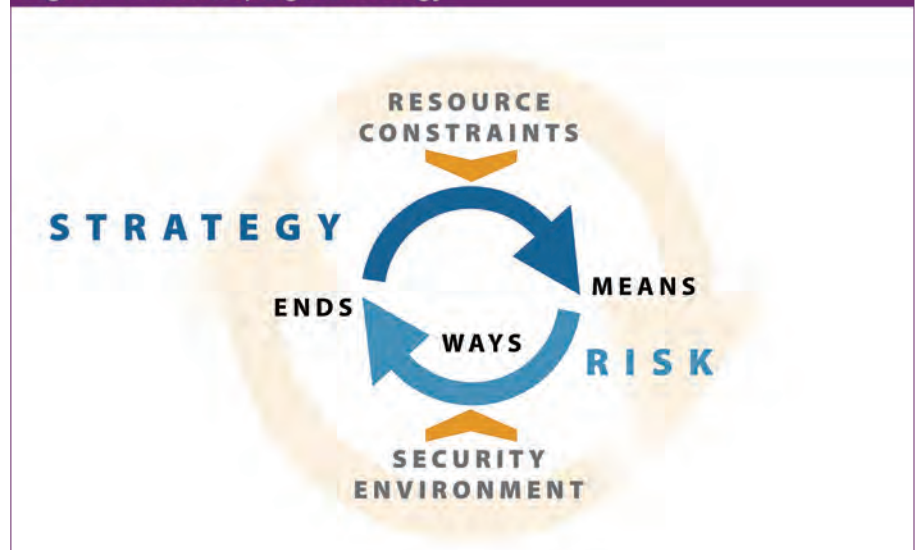 RESOURCE
CONSTRAINTS
STRATEGY
MEANS
ENDS
WAYS
RISK
SECURITY
ENVIRONMENT